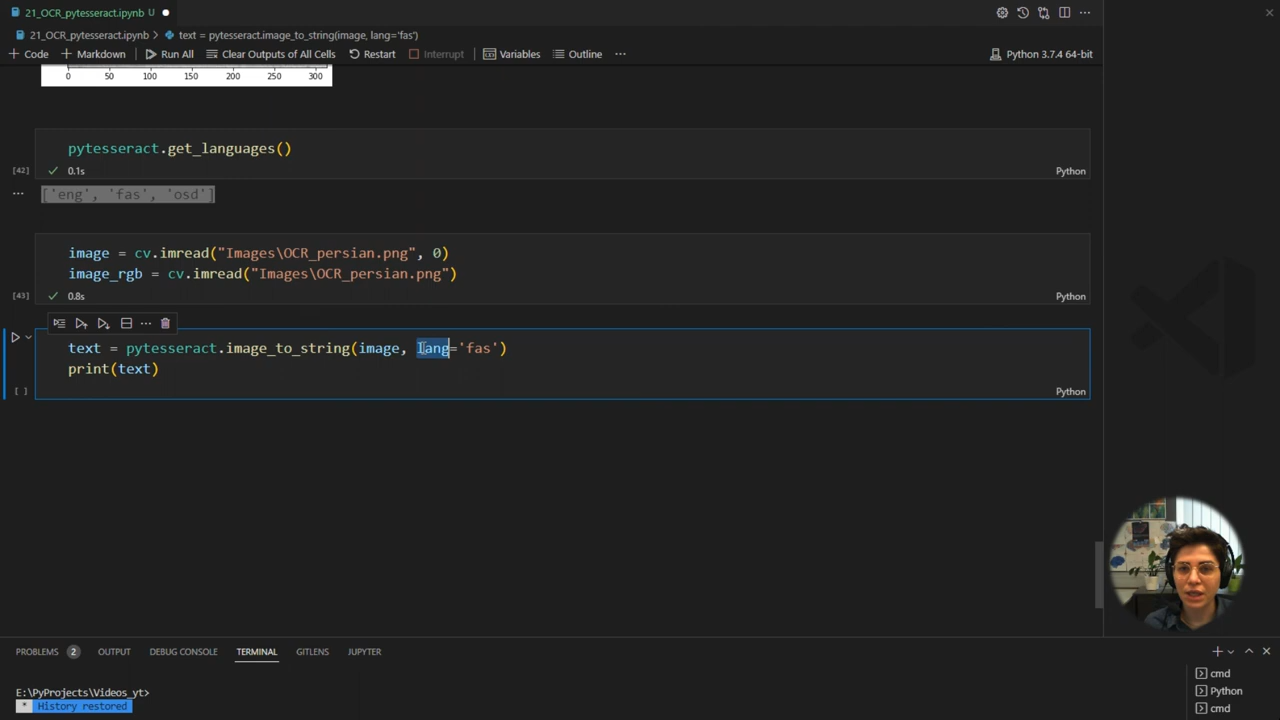 21_OCR_pytesseract.ipynb U
21_OCR_pytesseract.ipynb > text = pytesseract.image_to_string(image, lang='fas')
+ Code + Markdown Run All Clear Outputs of All Cells Restart Interrupt Variables Outline ... Python 3.7.4 64-bit
0 50 100 150 200 250 300
pytesseract.get_languages()
[42] 0.1s Python
['eng', 'fas', 'osd']
image = cv.imread("Images\OCR_persian.png", 0)
image_rgb = cv.imread("Images\OCR_persian.png")
[43] 0.8s Python
text = pytesseract.image_to_string(image, lang='fas')
print(text)
[ ] Python
PROBLEMS 2 OUTPUT DEBUG CONSOLE TERMINAL GITLENS JUPYTER
cmd
E:\PyProjects\Videos_yt>
Python
* History restored
cmd